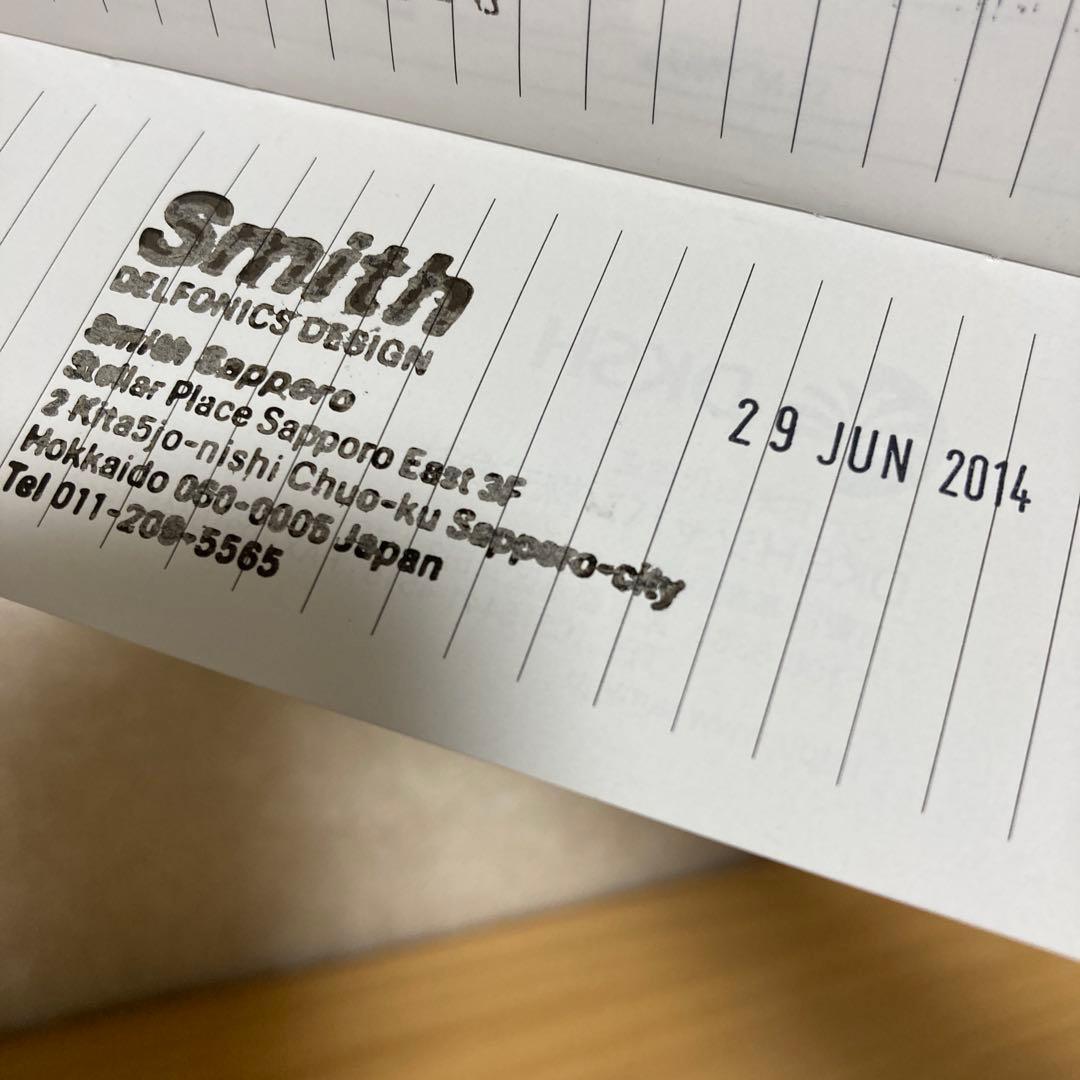 Smith
DELFONICS DESIGN
Smith Sapporo
Stellar Place Sapporo East 3F
2 Kita5jo-nishi Chuo-ku Sapporo-city
Hokkaido 060-0005 Japan
Tel 011-209-5565
29 JUN 2014